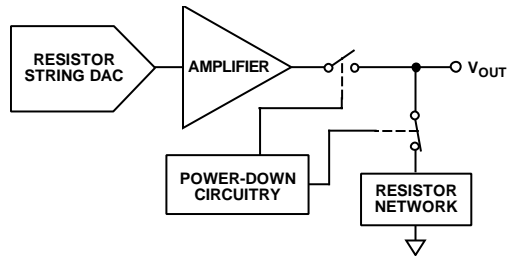 RESISTOR
STRING DAC
AMPLIFIER
VOUT
POWER-DOWN
CIRCUITRY
RESISTOR
NETWORK